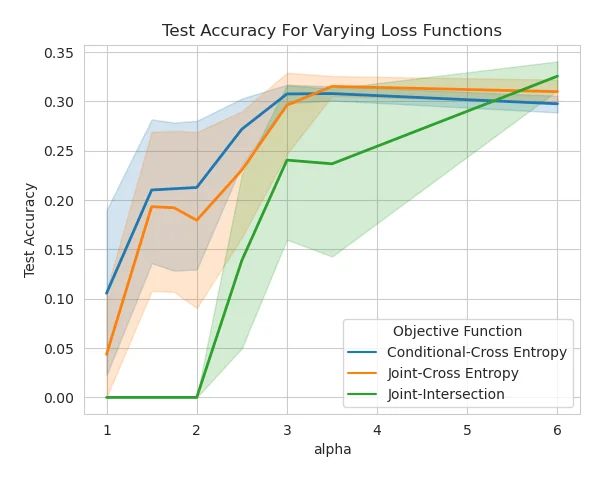 Test Accuracy For Varying Loss Functions
0.35
0.30
0.25
0.20
0.15
0.10
0.05
0.00
Test Accuracy
1 2 3 4 5 6
alpha
Objective Function
Conditional-Cross Entropy
Joint-Cross Entropy
Joint-Intersection